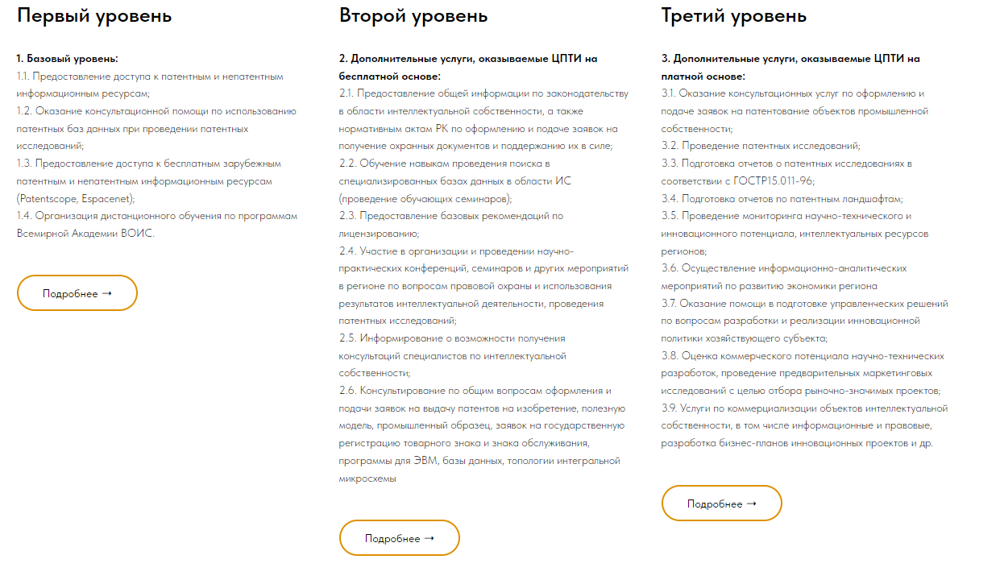 Первый уровень
1. Базовый уровень:
1.1. Предоставление доступа к патентным и непатентным
информационным ресурсам;
1.2. Оказание консультационной помощи по использованию
патентных баз данных при проведении патентных
исследований;
1.3. Предоставление доступа к бесплатным зарубежным
патентным и непатентным информационным ресурсам
(Patentscope, Espacenet);
1.4. Организация дистанционного обучения по программам
Всемирной Академии ВОИС.
Подробнее →
Второй уровень
2. Дополнительные услуги, оказываемые ЦПТИ на
бесплатной основе:
2.1. Предоставление общей информации по законодательству
в области интеллектуальной собственности, а также
нормативным актам РК по оформлению и подаче заявок на
получение охранных документов и поддержанию их в силе;
2.2. Обучение навыкам проведения поиска в
специализированных базах данных в области ИС
(проведение обучающих семинаров);
2.3. Предоставление базовых рекомендаций по
лицензированию;
2.4. Участие в организации и проведении научно-
практических конференций, семинаров и других мероприятий
в регионе по вопросам правовой охраны и использования
результатов интеллектуальной деятельности, проведения
патентных исследований;
2.5. Информирование о возможности получения
консультаций специалистов по интеллектуальной
собственности;
2.6. Консультирование по общим вопросам оформления и
подачи заявок на выдачу патентов на изобретение, полезную
модель, промышленный образец, заявок на государственную
регистрацию товарного знака и знака обслуживания,
программы для ЭВМ, базы данных, топологии интегральной
микросхемы
Подробнее →
Третий уровень
3. Дополнительные услуги, оказываемые ЦПТИ на
платной основе:
3.1. Оказание консультационных услуг по оформлению и
подаче заявок на патентование объектов промышленной
собственности;
3.2. Проведение патентных исследований;
3.3. Подготовка отчетов о патентных исследованиях в
соответствии с ГОСТР15.011-96;
3.4. Подготовка отчетов по патентным ландшафтам;
3.5. Проведение мониторинга научно-технического и
инновационного потенциала, интеллектуальных ресурсов
регионов;
3.6. Осуществление информационно-аналитических
мероприятий по развитию экономики региона
3.7. Оказание помощи в подготовке управленческих решений
по вопросам разработки и реализации инновационной
политики хозяйствующего субъекта;
3.8. Оценка коммерческого потенциала научно-технических
разработок, проведение предварительных маркетинговых
исследований с целью отбора рыночно-значимых проектов;
3.9. Услуги по коммерциализации объектов интеллектуальной
собственности, в том числе информационные и правовые,
разработка бизнес-планов инновационных проектов и др.
Подробнее →